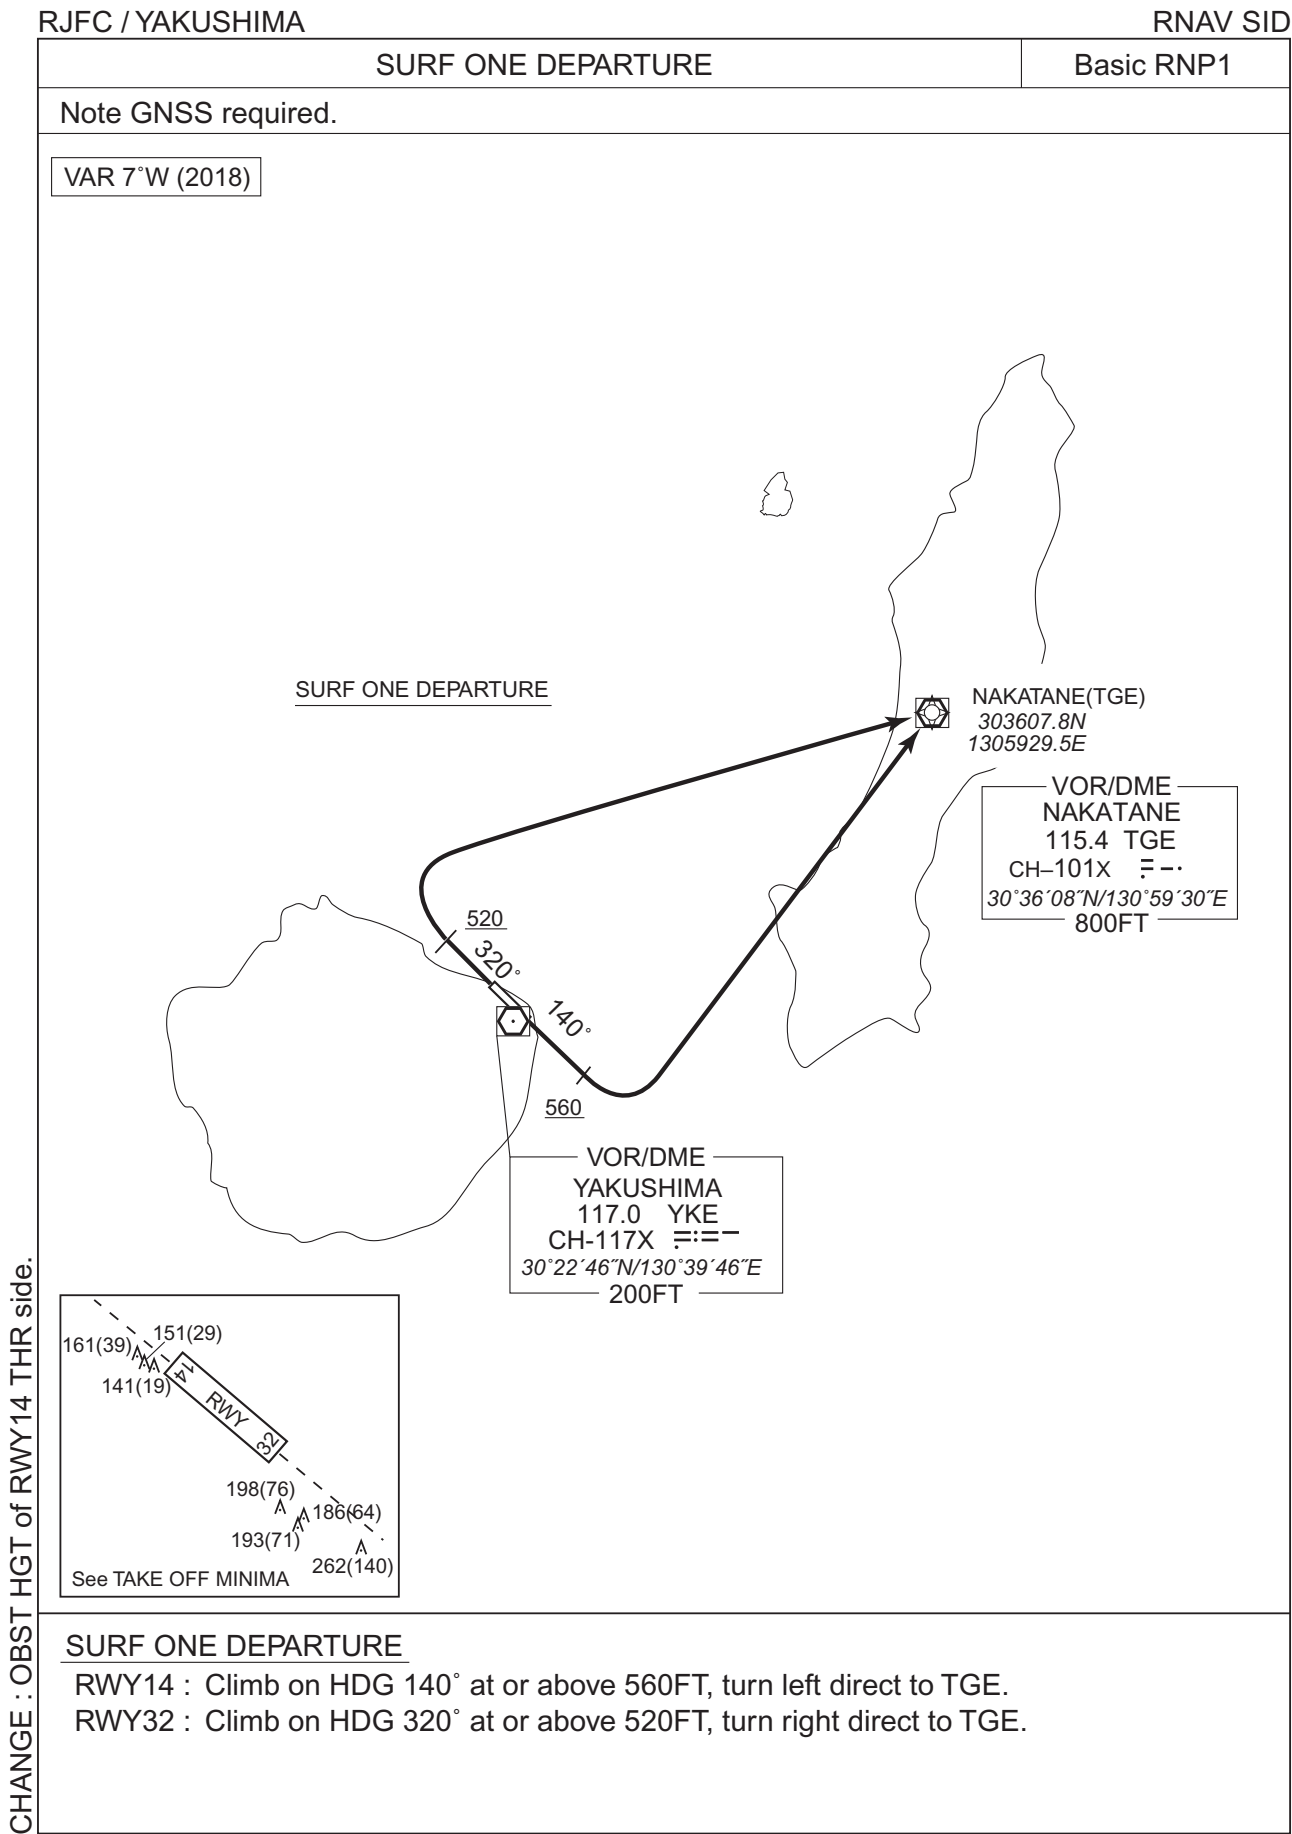 RJFC / YAKUSHIMA
RNAV SID
SURF ONE DEPARTURE
Basic RNP1
Note GNSS required.
VAR 7˚W (2018)
SURF ONE DEPARTURE
NAKATANE(TGE)
303607.8N
1305929.5E
VOR/DME
NAKATANE
115.4 TGE
CH–101X
30˚36´08˝N/130˚59´30˝E
800FT
520
320˚
140˚
560
VOR/DME
YAKUSHIMA
117.0 YKE
CH-117X
30˚22´46˝N/130˚39´46˝E
200FT
161(39)
151(29)
141(19)
14
RWY
32
198(76)
186(64)
193(71)
262(140)
See TAKE OFF MINIMA
CHANGE : OBST HGT of RWY14 THR side.
SURF ONE DEPARTURE
RWY14 : Climb on HDG 140˚ at or above 560FT, turn left direct to TGE.
RWY32 : Climb on HDG 320˚ at or above 520FT, turn right direct to TGE.